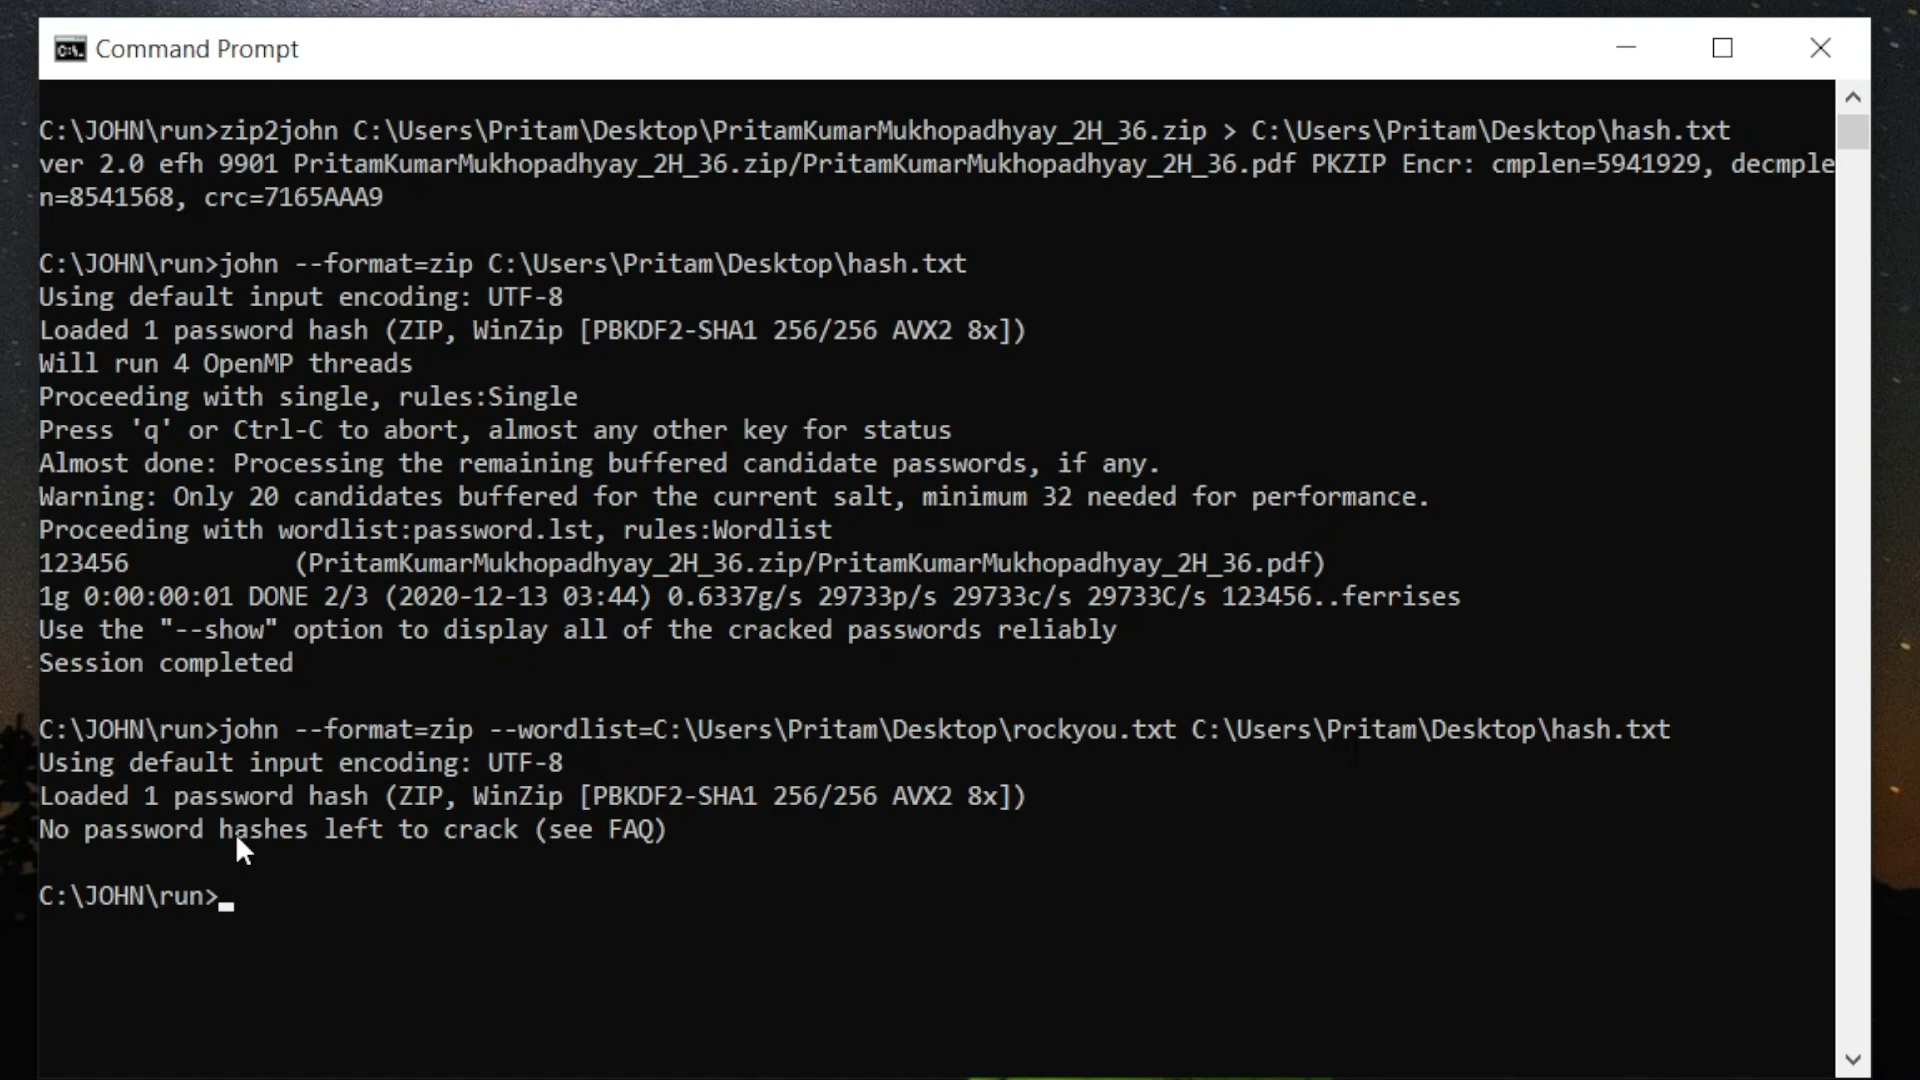 Command Prompt
C:\JOHN\run>zip2john C:\Users\Pritam\Desktop\PritamKumarMukhopadhyay_2H_36.zip > C:\Users\Pritam\Desktop\hash.txt
ver 2.0 efh 9901 PritamKumarMukhopadhyay_2H_36.zip/PritamKumarMukhopadhyay_2H_36.pdf PKZIP Encr: cmplen=5941929, decmple
n=8541568, crc=7165AAA9
C:\JOHN\run>john --format=zip C:\Users\Pritam\Desktop\hash.txt
Using default input encoding: UTF-8
Loaded 1 password hash (ZIP, WinZip [PBKDF2-SHA1 256/256 AVX2 8x])
Will run 4 OpenMP threads
Proceeding with single, rules:Single
Press 'q' or Ctrl-C to abort, almost any other key for status
Almost done: Processing the remaining buffered candidate passwords, if any.
Warning: Only 20 candidates buffered for the current salt, minimum 32 needed for performance.
Proceeding with wordlist:password.lst, rules:Wordlist
123456           (PritamKumarMukhopadhyay_2H_36.zip/PritamKumarMukhopadhyay_2H_36.pdf)
1g 0:00:00:01 DONE 2/3 (2020-12-13 03:44) 0.6337g/s 29733p/s 29733c/s 29733C/s 123456..ferrises
Use the "--show" option to display all of the cracked passwords reliably
Session completed
C:\JOHN\run>john --format=zip --wordlist=C:\Users\Pritam\Desktop\rockyou.txt C:\Users\Pritam\Desktop\hash.txt
Using default input encoding: UTF-8
Loaded 1 password hash (ZIP, WinZip [PBKDF2-SHA1 256/256 AVX2 8x])
No password hashes left to crack (see FAQ)
C:\JOHN\run>